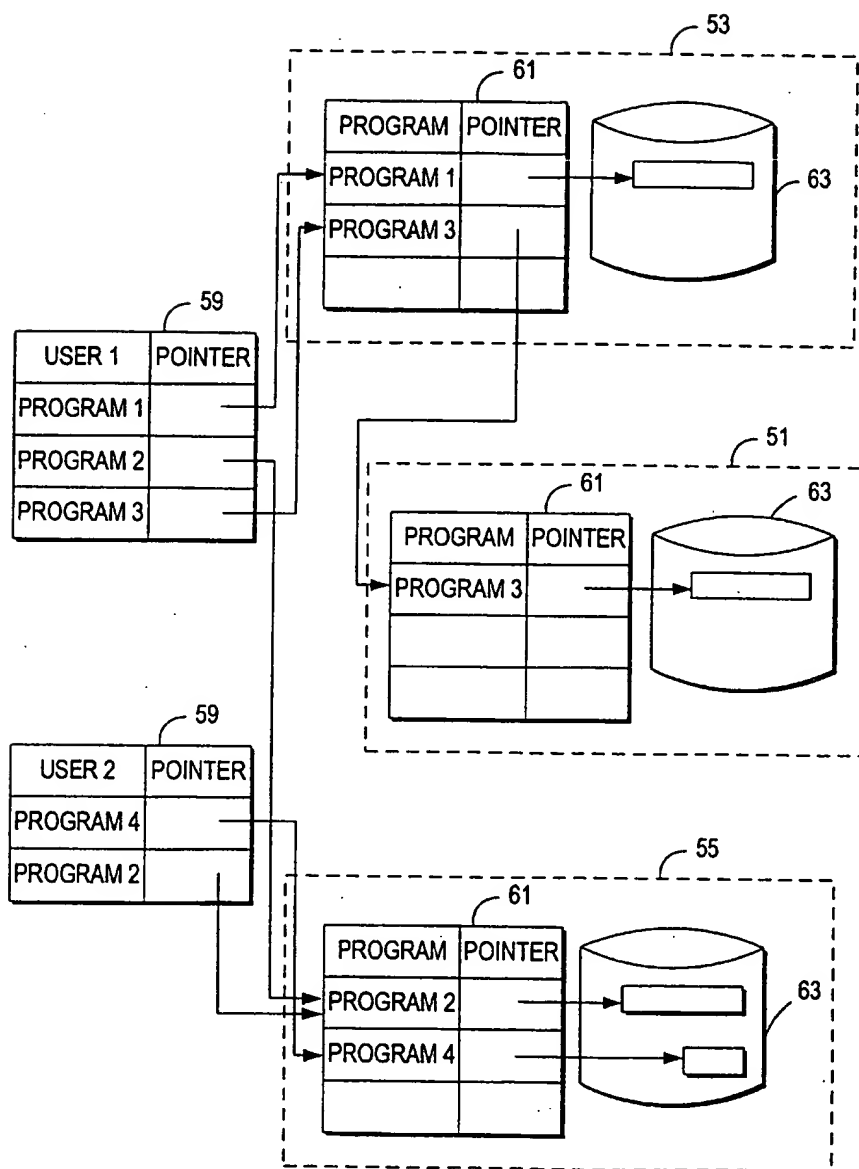 53
61
PROGRAM POINTER
PROGRAM 1
63
PROGRAM 3
59
USER 1 POINTER
PROGRAM 1
PROGRAM 2
PROGRAM 3
51
61
63
PROGRAM POINTER
PROGRAM 3
59
USER 2 POINTER
PROGRAM 4
PROGRAM 2
55
61
PROGRAM POINTER
PROGRAM 2
63
PROGRAM 4